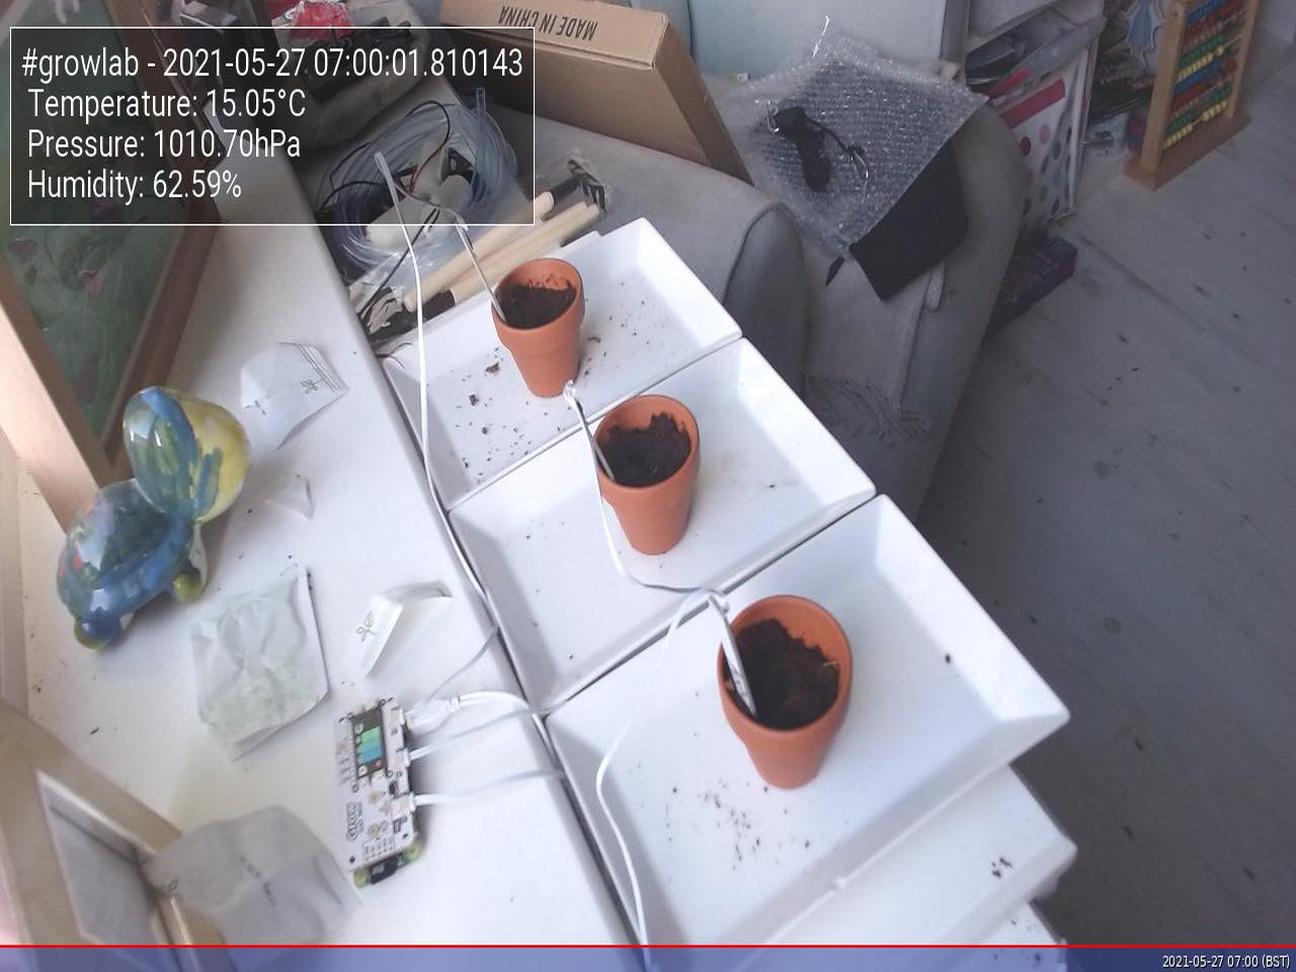 MADE IN CHINA
#growlab - 2021-05-27 07:00:01.810143
Temperature: 15.05°C
Pressure: 1010.70hPa
Humidity: 62.59%
2021-05-27 07:00 (BST)